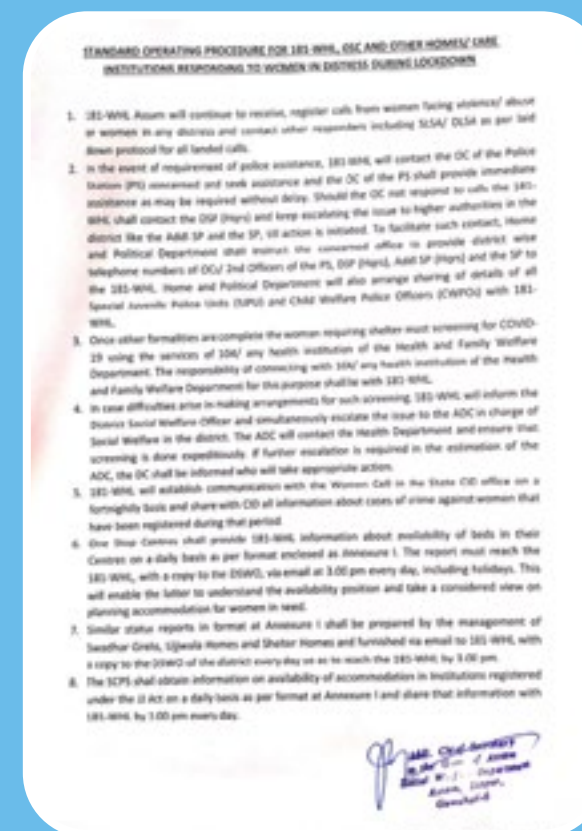 STANDARD OPERATING PROCEDURE FOR 181-WHL, OSC AND OTHER HOMES/ CARE
INSTITUTIONS RESPONDING TO WOMEN IN DISTRESS DURING LOCKDOWN
1. 181-WHL Assam will continue to receive, register calls from women facing violence/ abuse
or women in any distress and contact other responders including SLSA/ DLSA as per laid
down protocol for all landed calls.
2. In the event of requirement of police assistance, 181-WHL will contact the OC of the Police
Station (PS) concerned and seek assistance and the OC of the PS shall provide immediate
assistance as may be required without delay. Should the OC not respond to calls the 181-
WHL shall contact the DSP (Hqrs) and keep escalating the issue to higher authorities in the
district like the Addl SP and the SP, till action is initiated. To facilitate such contact, Home
and Political Department shall instruct the concerned office to provide district wise
telephone numbers of OCs/ 2nd Officers of the PS, DSP (Hqrs), Addl SP (Hqrs) and the SP to
the 181-WHL. Home and Political Department will also arrange sharing of details of all
Special Juvenile Police Units (SJPU) and Child Welfare Police Officers (CWPOs) with 181-
WHL.
3. Once other formalities are complete the woman requiring shelter must screening for COVID-
19 using the services of 104/ any health institution of the Health and Family Welfare
Department. The responsibility of connecting with 104/ any health institution of the Health
and Family Welfare Department for this purpose shall be with 181-WHL.
4. In case difficulties arise in making arrangements for such screening, 181-WHL will inform the
District Social Welfare Officer and simultaneously escalate the issue to the ADC in charge of
Social Welfare in the district. The ADC will contact the Health Department and ensure that
screening is done expeditiously. If further escalation is required in the estimation of the
ADC, the DC shall be informed who will take appropriate action.
5. 181-WHL will establish communication with the Women Cell in the State CID office on a
fortnightly basis and share with CID all information about cases of crime against women that
have been registered during that period.
6. One Stop Centres shall provide 181-WHL information about availability of beds in their
Centres on a daily basis as per format enclosed as Annexure I. The report must reach the
181-WHL, with a copy to the DSWO, via email at 3.00 pm every day, including holidays. This
will enable the latter to understand the availability position and take a considered view on
planning accommodation for women in need.
7. Similar status reports in format at Annexure I shall be prepared by the management of
Swadhar Grehs, Ujjwala Homes and Shelter Homes and furnished via email to 181-WHL with
a copy to the DSWO of the district every day so as to reach the 181-WHL by 3.00 pm.
8. The SCPS shall obtain information on availability of accommodation in Institutions registered
under the JJ Act on a daily basis as per format at Annexure I and share that information with
181-WHL by 3.00 pm every day.
Addl. Chief Secretary
to the of Assam
Social Department
Assam, Dispur,
Guwahati-6